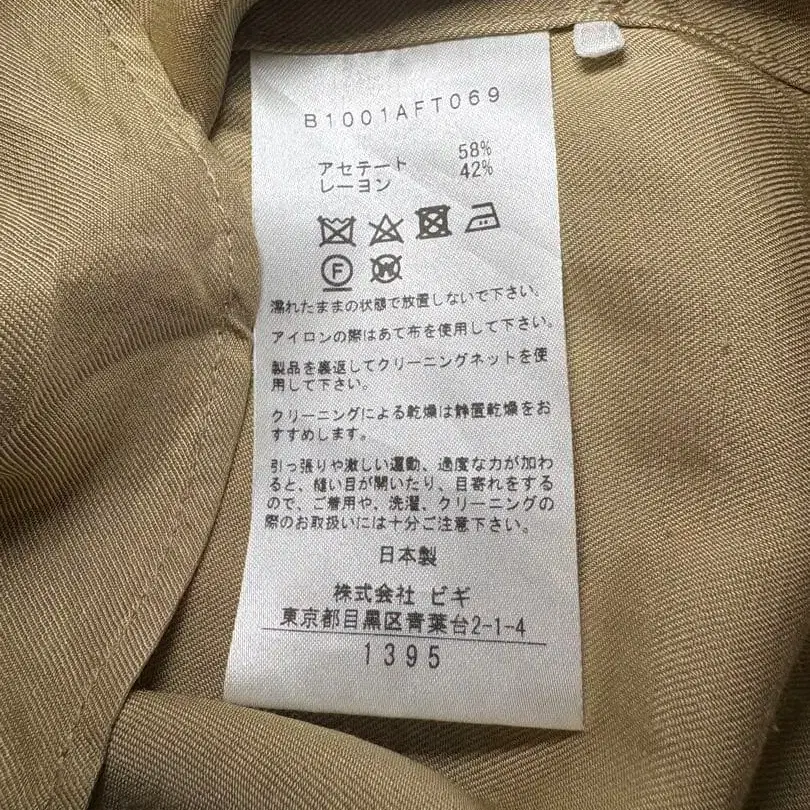 B1001AFT069
アセテート 58%
レーヨン 42%
F W
濡れたままの状態で放置しないで下さい。
アイロンの際はあて布を使用して下さい。
製品を裏返してクリーニングネットを使
用して下さい。
クリーニングによる乾燥は静置乾燥をお
すすめします。
引っ張りや激しい運動、過度な力が加わ
ると、縫い目が開いたり、目寄れをする
ので、ご着用や、洗濯、クリーニングの
際のお取扱いには十分ご注意下さい。
日本製
株式会社 ビギ
東京都目黒区青葉台2-1-4
1395